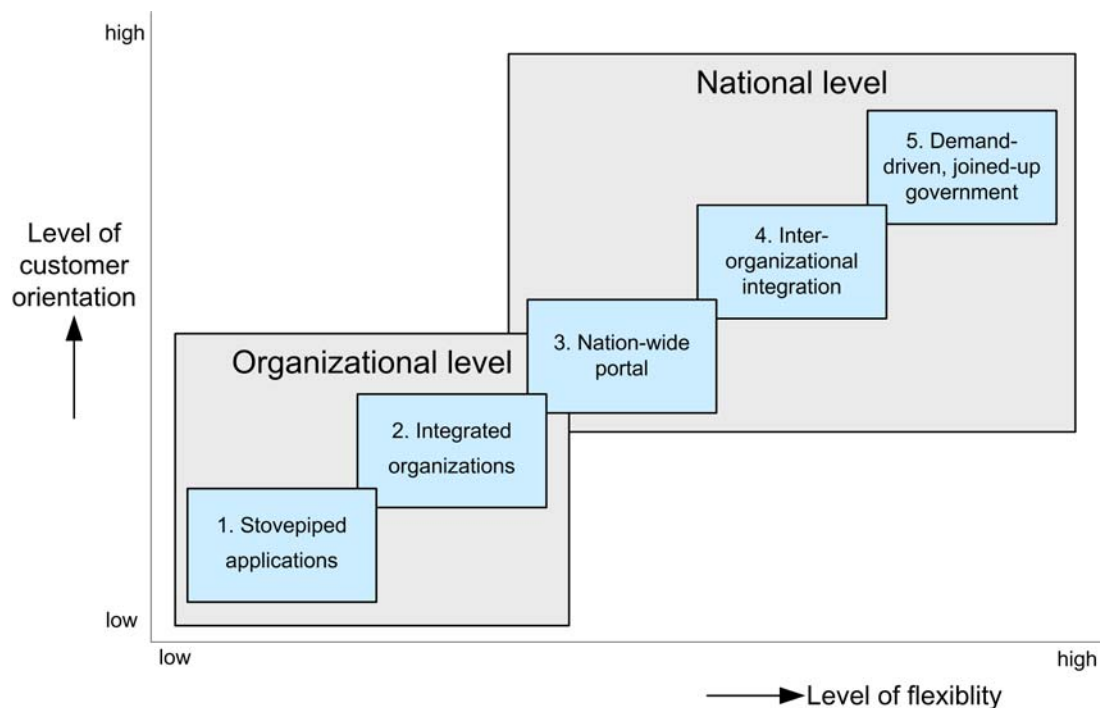 high
National level
5. Demand-
driven, joined-up
government
4. Inter-
organizational
integration
Level of
customer
orientation
3. Nation-wide
portal
Organizational level
2. Integrated
organizations
1. Stovepiped
applications
low
low
high
Level of flexiblity